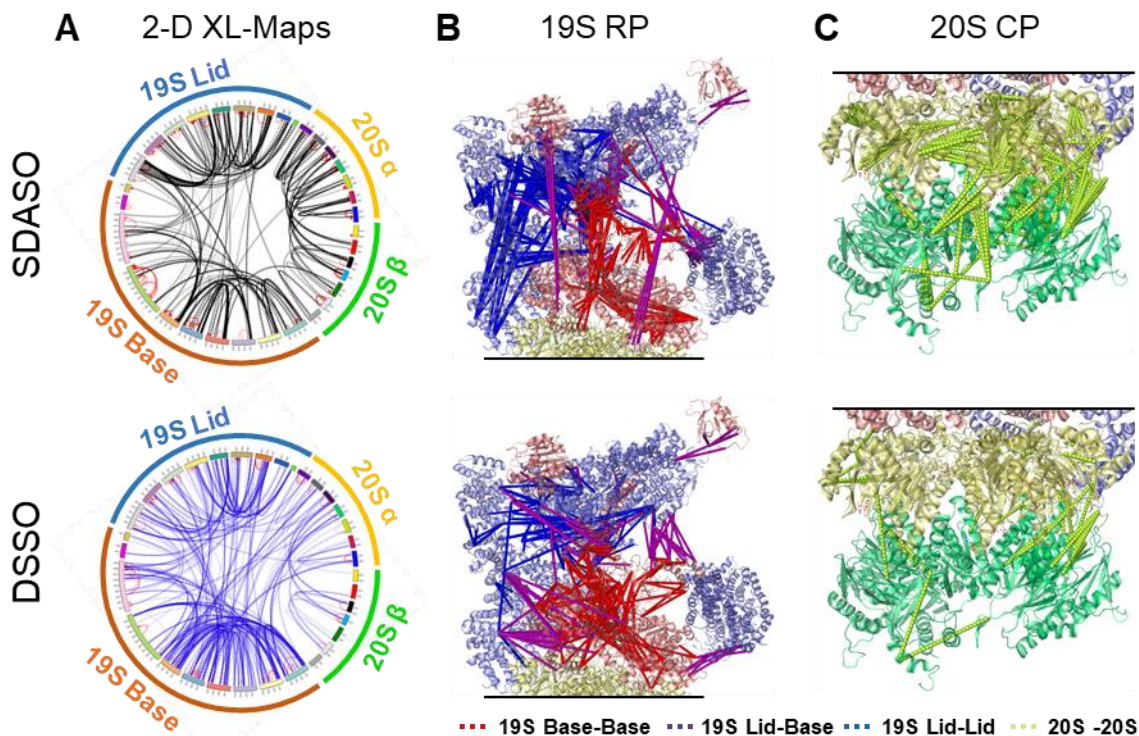 A 2-D XL-Maps B 19S RP C 20S CP
SDASO
19S Lid
20S α
20S β
19S Base
DSSO
19S Lid
20S α
20S β
19S Base
19S Base-Base 19S Lid-Base 19S Lid-Lid 20S -20S